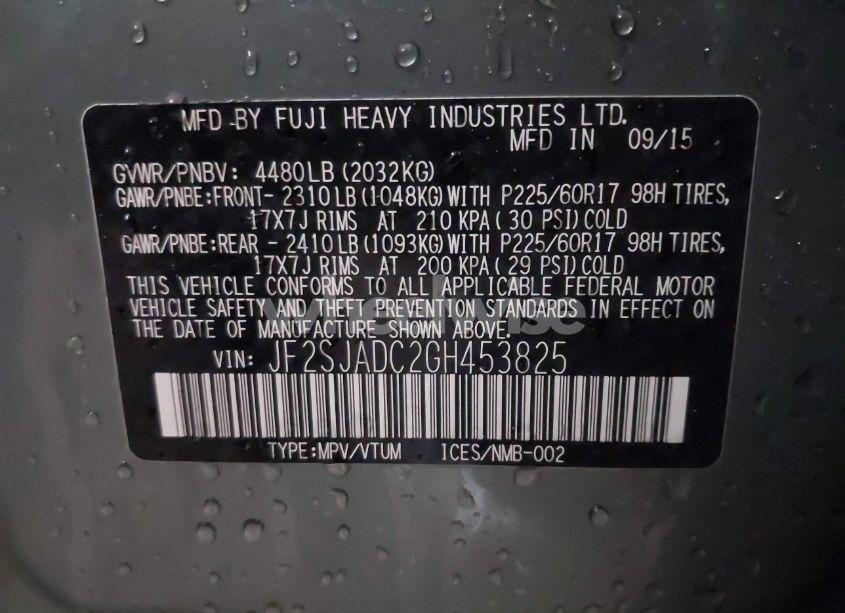 MFD BY FUJI HEAVY INDUSTRIES LTD.
MFD IN 09/15
GVWR/PNBV: 4480LB (2032KG)
GAWR/PNBE:FRONT- 2310LB (1048KG) WITH P225/60R17 98H TIRES,
17X7J RIMS AT 210 KPA ( 30 PSI) COLD
GAWR/PNBE:REAR - 2410LB (1093KG) WITH P225/60R17 98H TIRES,
17X7J RIMS AT 200 KPA ( 29 PSI) COLD
THIS VEHICLE CONFORMS TO ALL APPLICABLE FEDERAL MOTOR
VEHICLE SAFETY AND THEFT PREVENTION STANDARDS IN EFFECT ON
THE DATE OF MANUFACTURE SHOWN ABOVE.
VIN: JF2SJADC2GH453825
TYPE:MPV/VTUM ICES/NMB-002